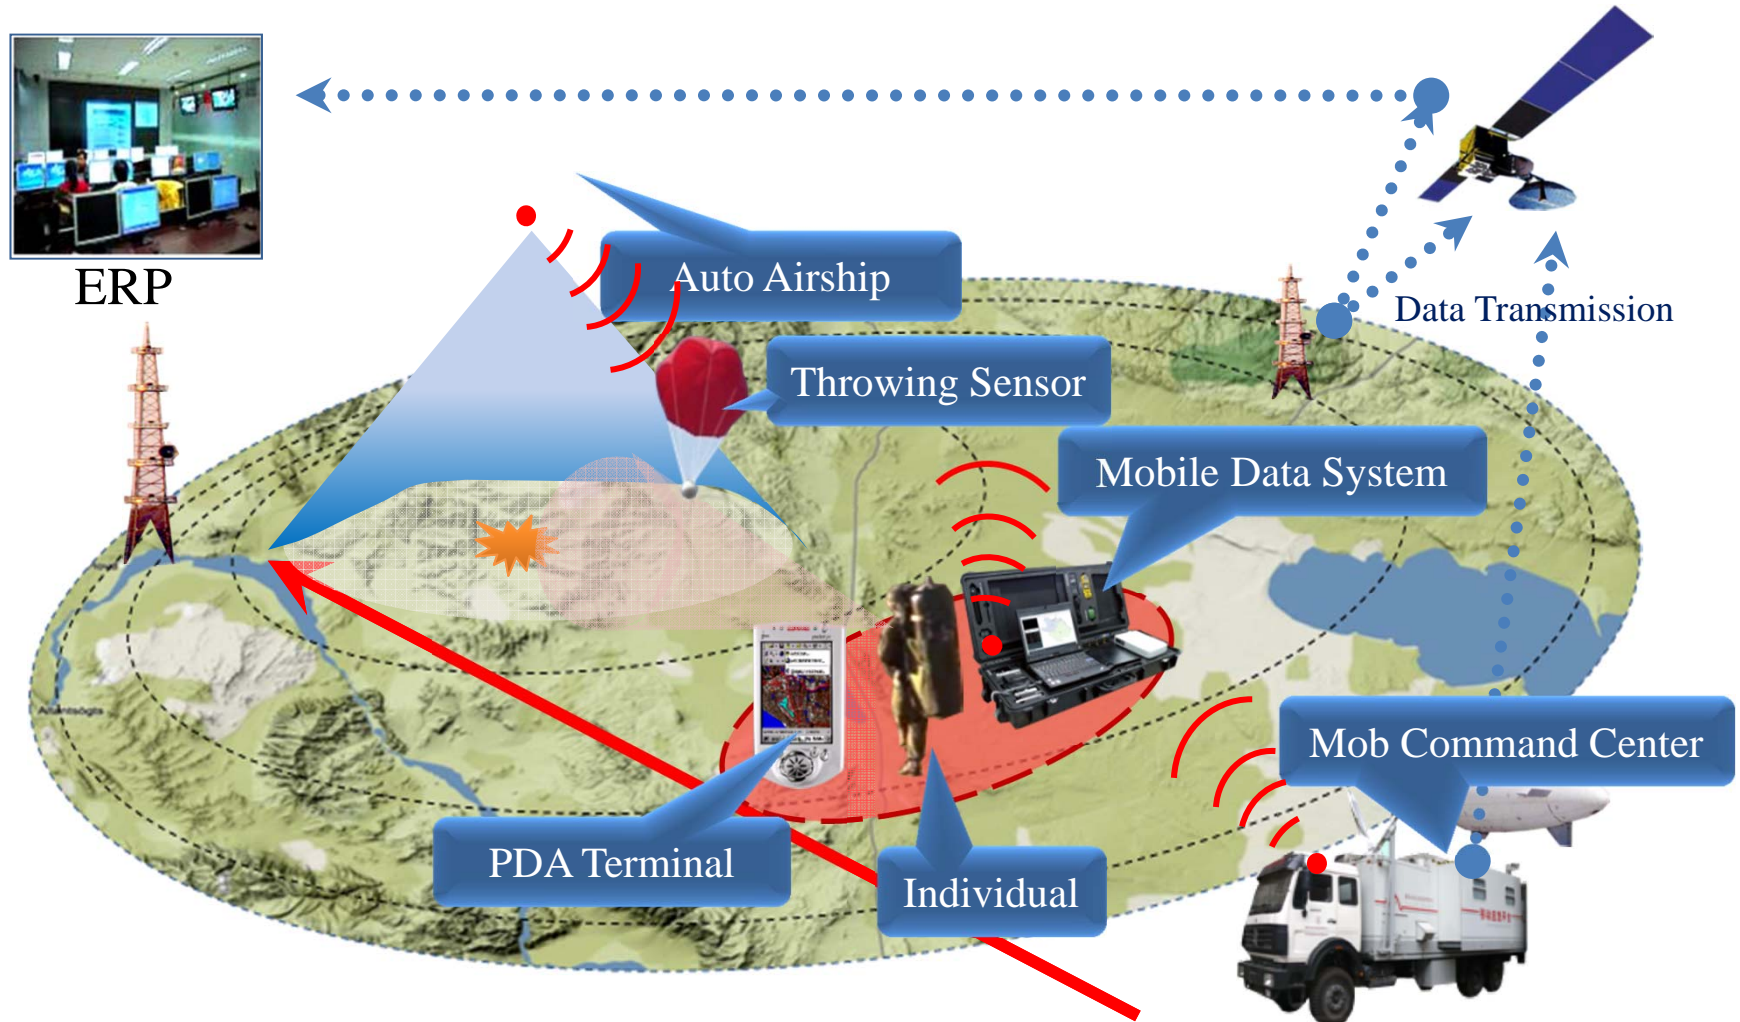 ERP
Auto Airship
Data Transmission
Throwing Sensor
Mobile Data System
Mob Command Center
PDA Terminal
Individual